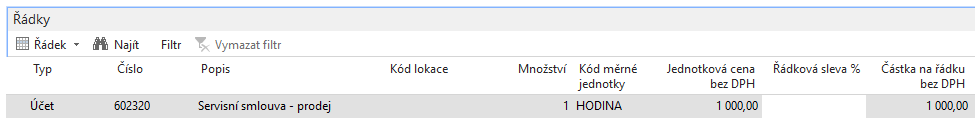 Řádky
Řádek Najít Filtr Vymazat filtr
Typ Číslo Popis Kód lokace Množství Kód měrné jednotky Jednotková cena bez DPH Řádková sleva % Částka na řádku bez DPH
Účet 602320 Servisní smlouva - prodej 1 HODINA 1 000,00 1 000,00